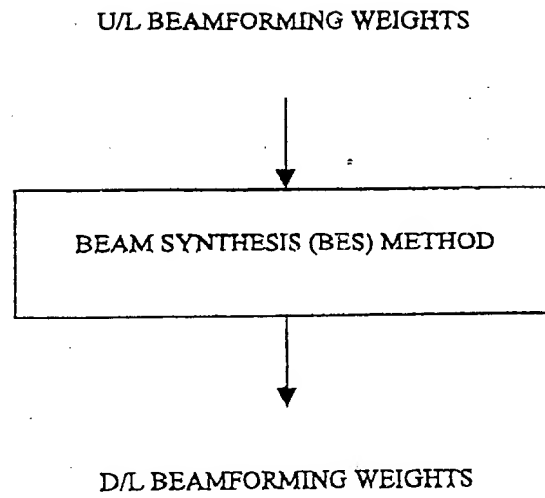 U/L BEAMFORMING WEIGHTS
BEAM SYNTHESIS (BES) METHOD
D/L BEAMFORMING WEIGHTS